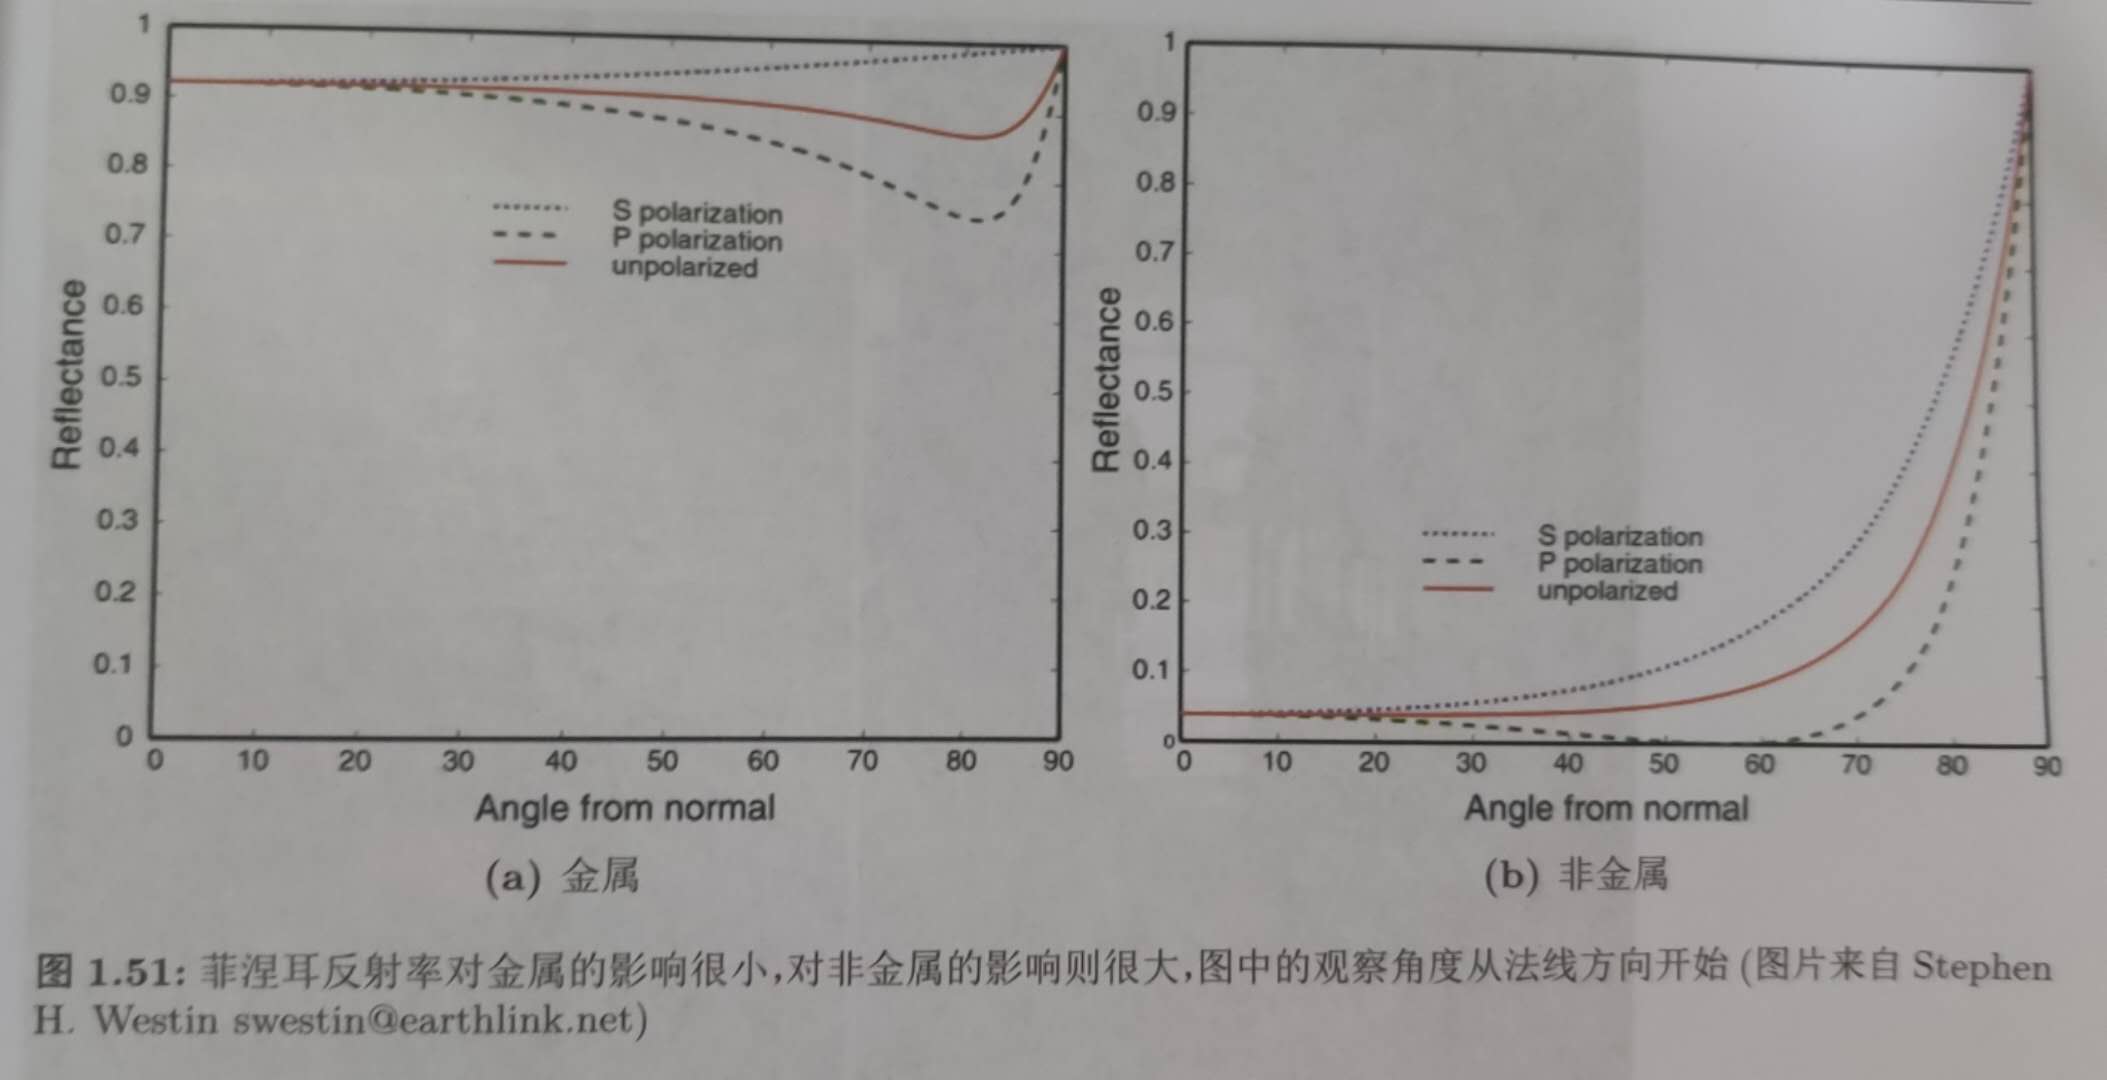 1
0.9
0.8
0.7
0.6
0.5
0.4
0.3
0.2
0.1
0
Reflectance
S polarization
P polarization
unpolarized
0 10 20 30 40 50 60 70 80 90
Angle from normal
(a) 金属
1
0.9
0.8
0.7
0.6
0.5
0.4
0.3
0.2
0.1
0
Reflectance
S polarization
P polarization
unpolarized
0 10 20 30 40 50 60 70 80 90
Angle from normal
(b) 非金属
图 1.51: 菲涅耳反射率对金属的影响很小,对非金属的影响则很大,图中的观察角度从法线方向开始 (图片来自 Stephen
H. Westin swestin@earthlink.net)